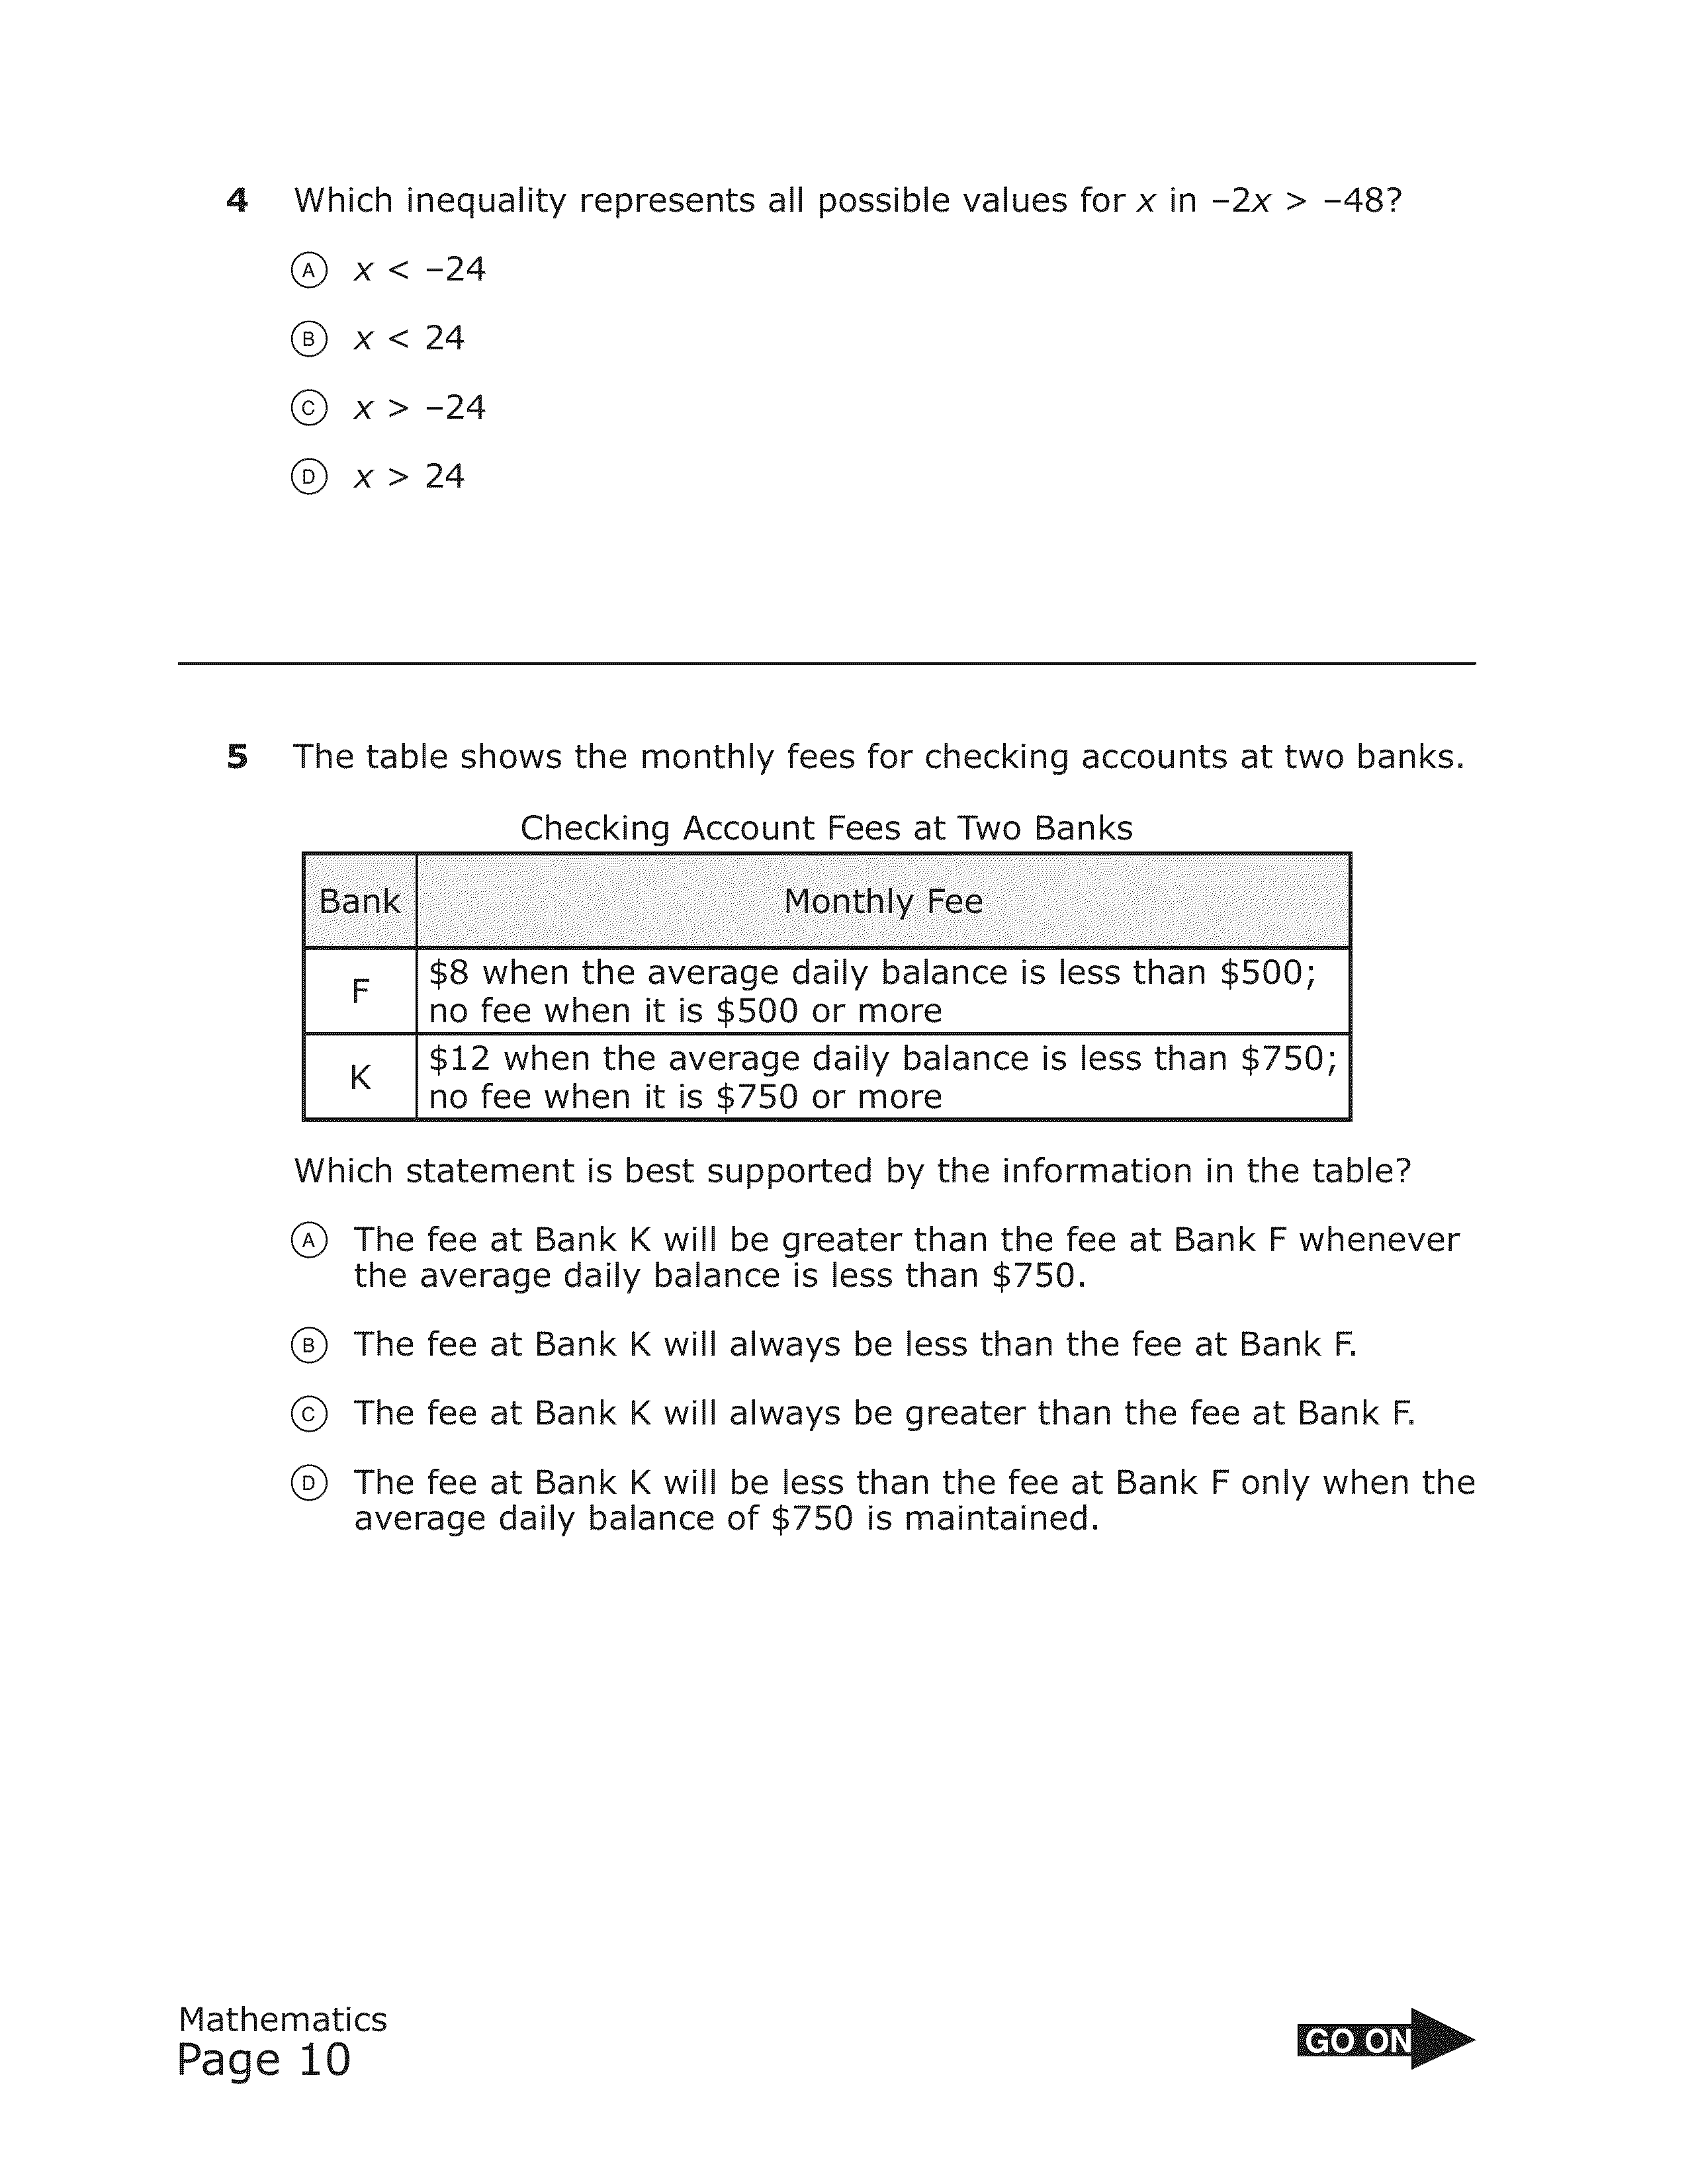 4 Which inequality represents all possible values for x in –2x > –48?
A x < –24
B x < 24
C x > –24
D x > 24
5 The table shows the monthly fees for checking accounts at two banks.
Checking Account Fees at Two Banks
Bank Monthly Fee
F $8 when the average daily balance is less than $500;
no fee when it is $500 or more
K $12 when the average daily balance is less than $750;
no fee when it is $750 or more
Which statement is best supported by the information in the table?
A The fee at Bank K will be greater than the fee at Bank F whenever
the average daily balance is less than $750.
B The fee at Bank K will always be less than the fee at Bank F.
C The fee at Bank K will always be greater than the fee at Bank F.
D The fee at Bank K will be less than the fee at Bank F only when the
average daily balance of $750 is maintained.
Mathematics
Page 10
GO ON